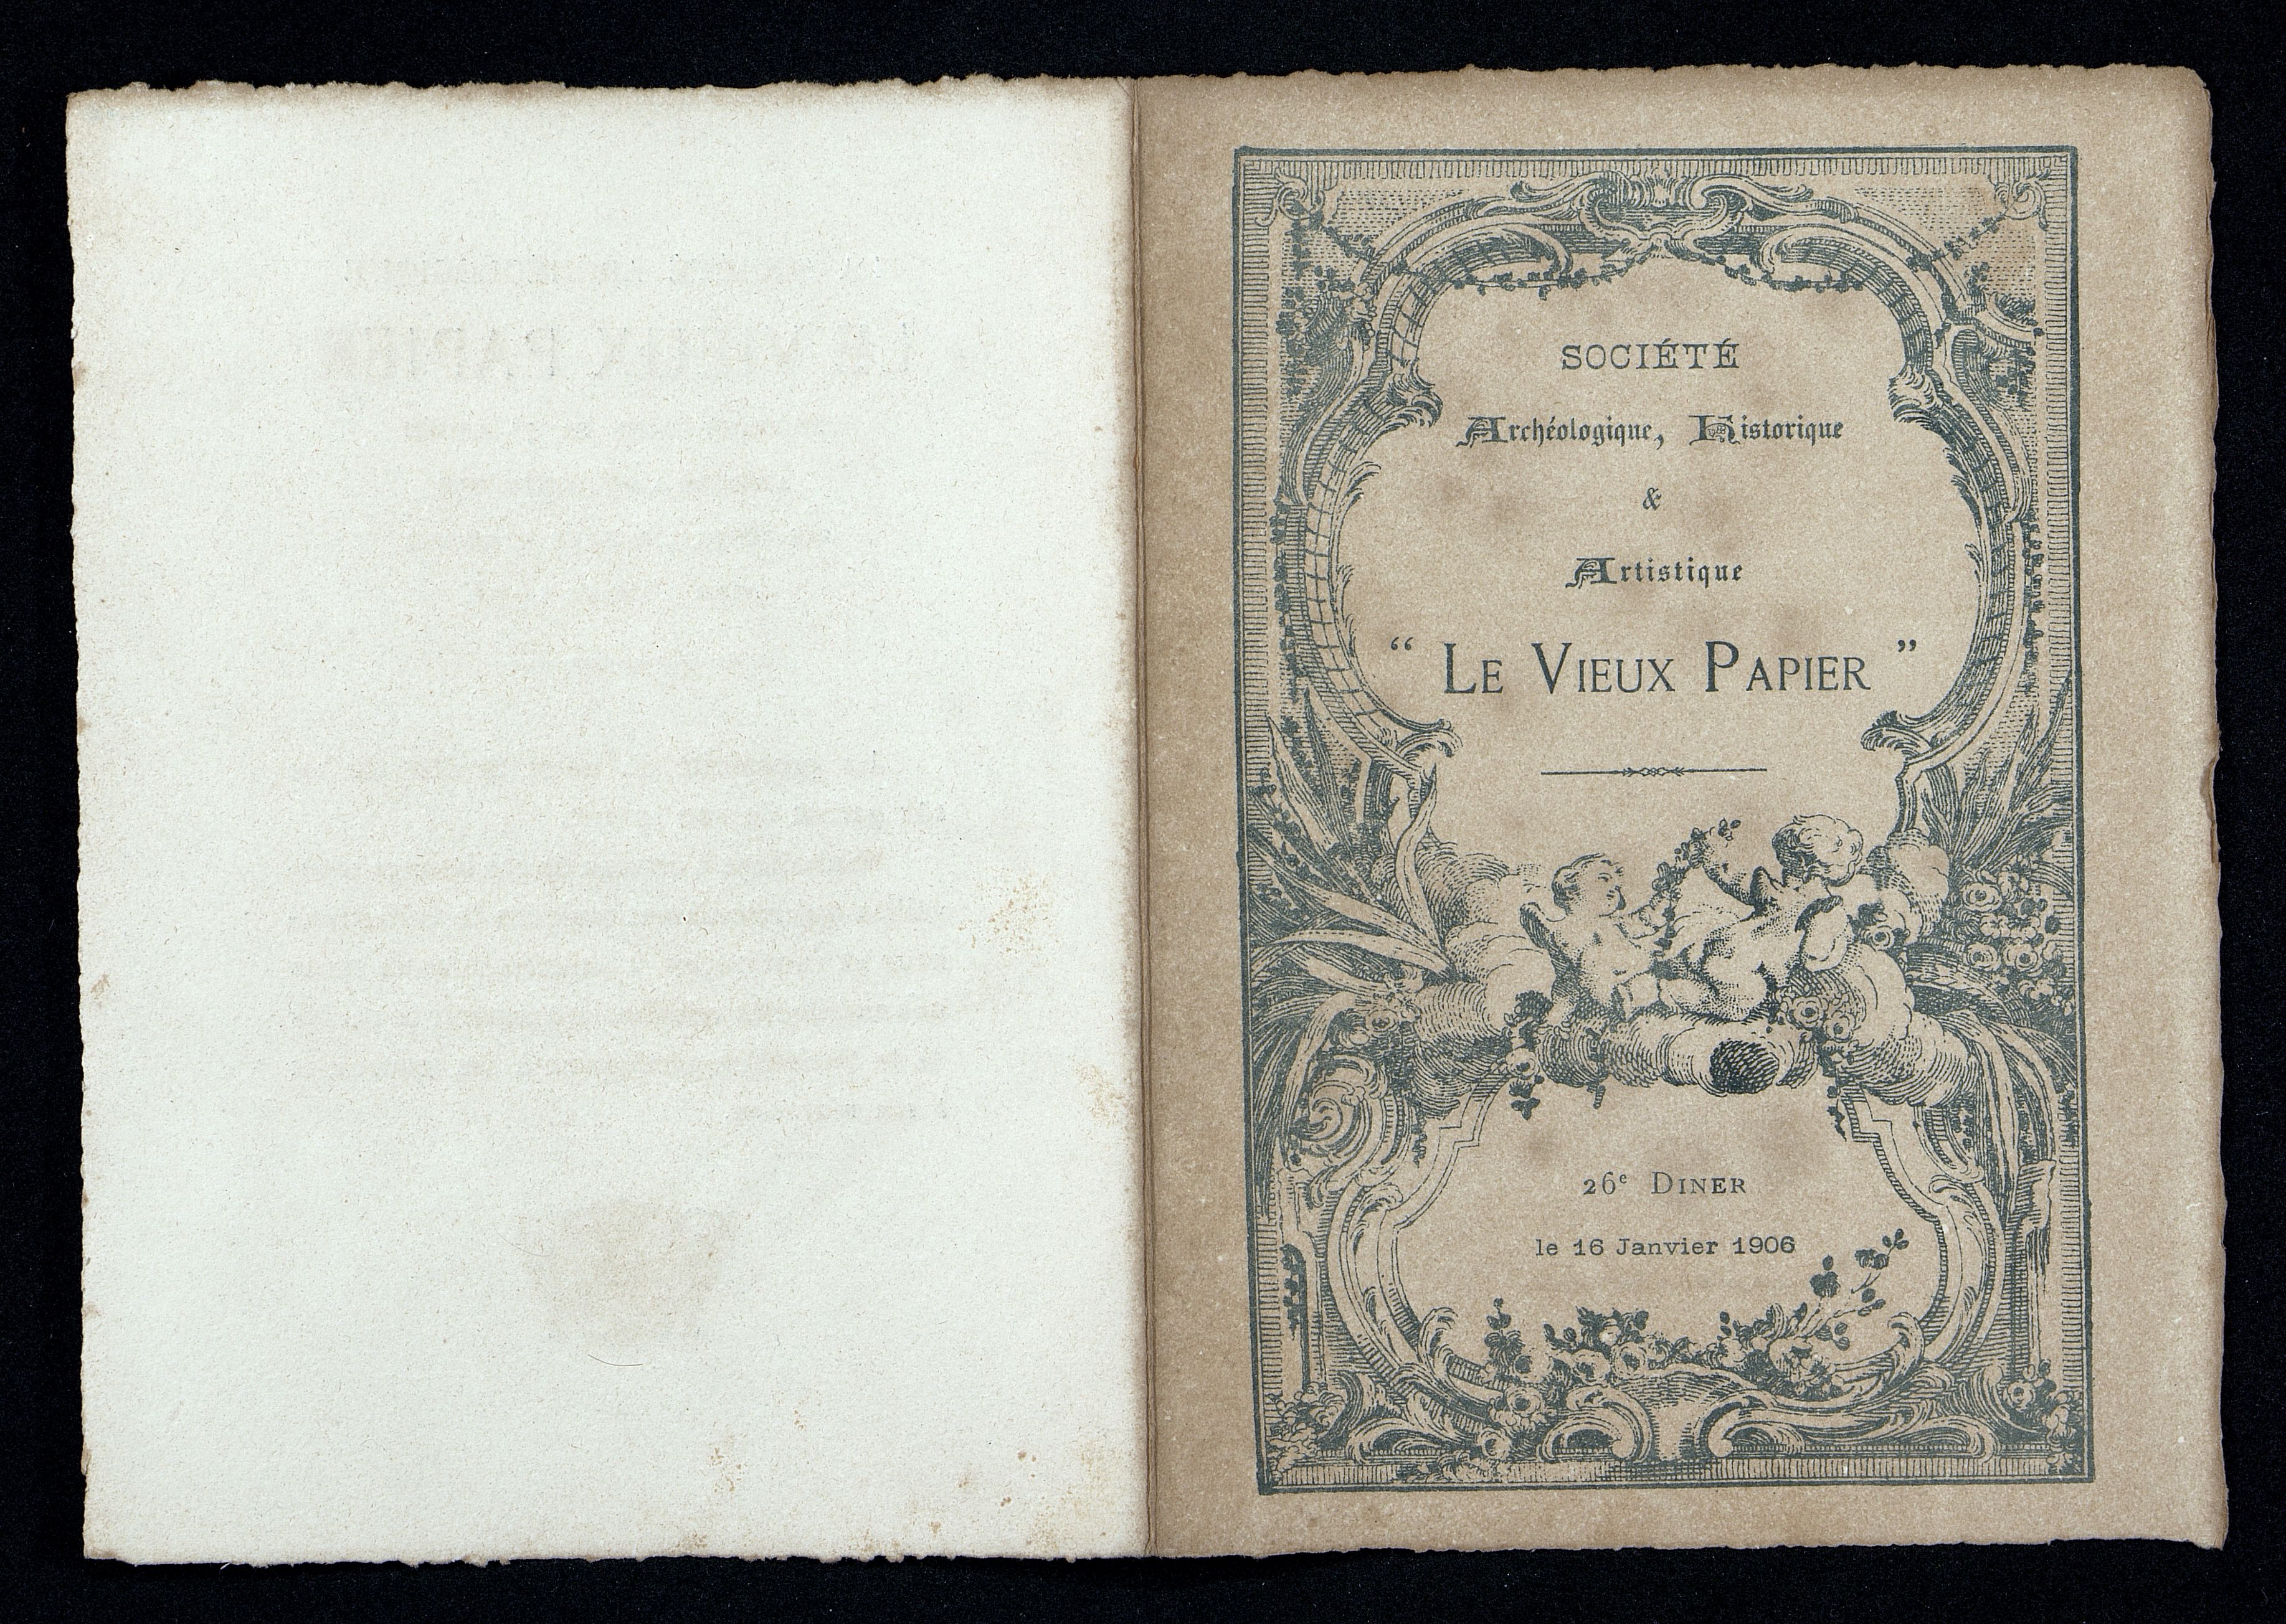 SOCIÉTÉ
Archéologique, Historique
&
Artistique
“ LE VIEUX PAPIER ”
26e DINER
le 16 Janvier 1906